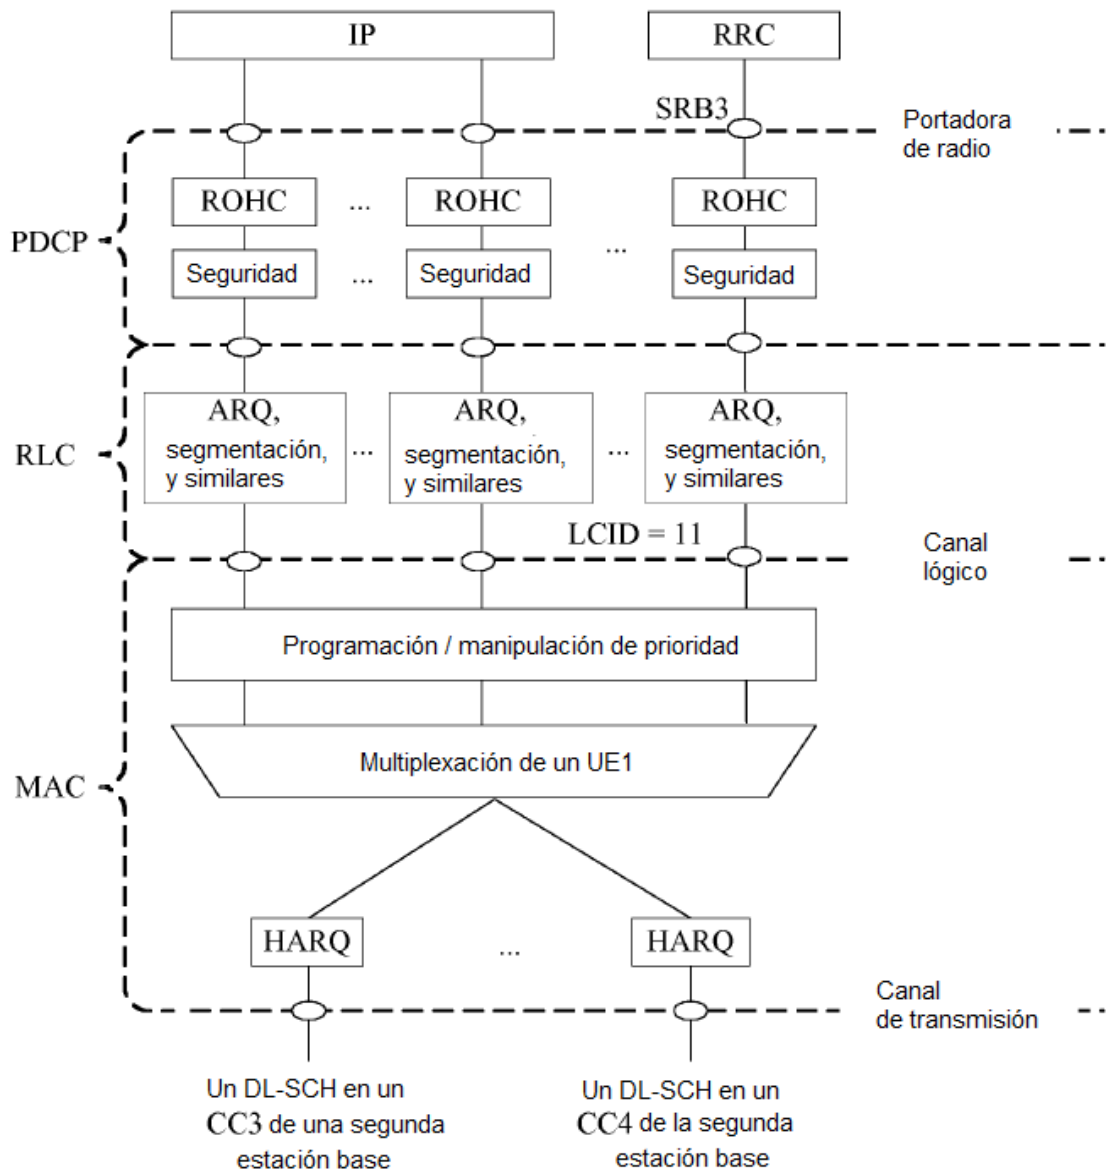 IP
RRC
SRB3
Portadora
de radio
ROHC
...
ROHC
ROHC
PDCP
...
Seguridad
...
Seguridad
Seguridad
ARQ,
segmentación,
y similares
...
ARQ,
segmentación,
y similares
...
ARQ,
segmentación,
y similares
RLC
LCID = 11
Canal
lógico
Programación / manipulación de prioridad
Multiplexación de un UE1
MAC
HARQ
...
HARQ
Canal
de transmisión
Un DL-SCH en un
CC3 de una segunda
estación base
Un DL-SCH en un
CC4 de la segunda
estación base